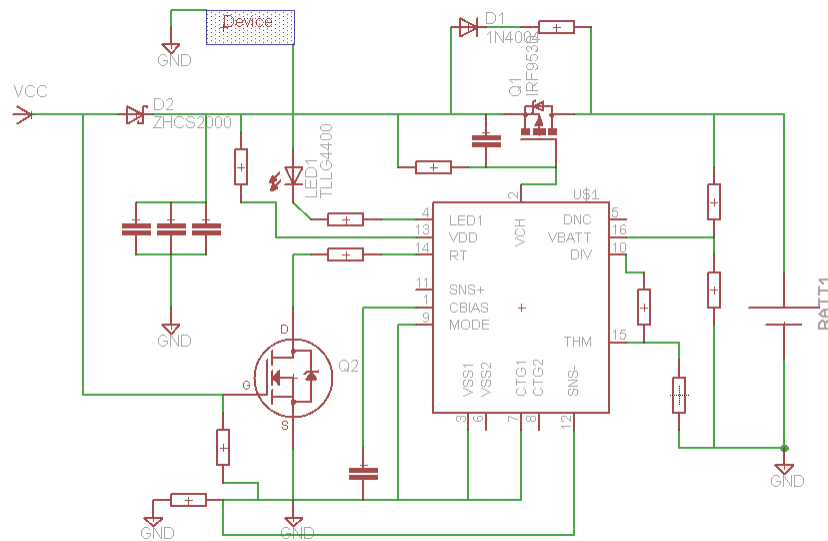 Device
GND
D1
1N4004
Q1
IRF9530
VCC
D2
ZHCS2000
LED1
TLLG4400
2
U$1
4
LED1
VCH
DNC
5
13
VDD
VBATT
16
14
RT
DIV
10
11
SNS+
1
CBIAS
9
MODE
THM
15
GND
D
Q2
G
S
VSS1
VSS2
CTG1
CTG2
SNS-
3
6
7
8
12
BATT1
GND
GND
GND